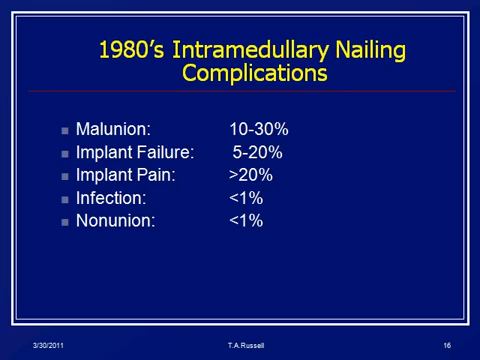 1980's Intramedullary Nailing
Complications
Malunion: 10-30%
Implant Failure: 5-20%
Implant Pain: >20%
Infection: <1%
Nonunion: <1%
3/30/2011 T.A.Russell 16